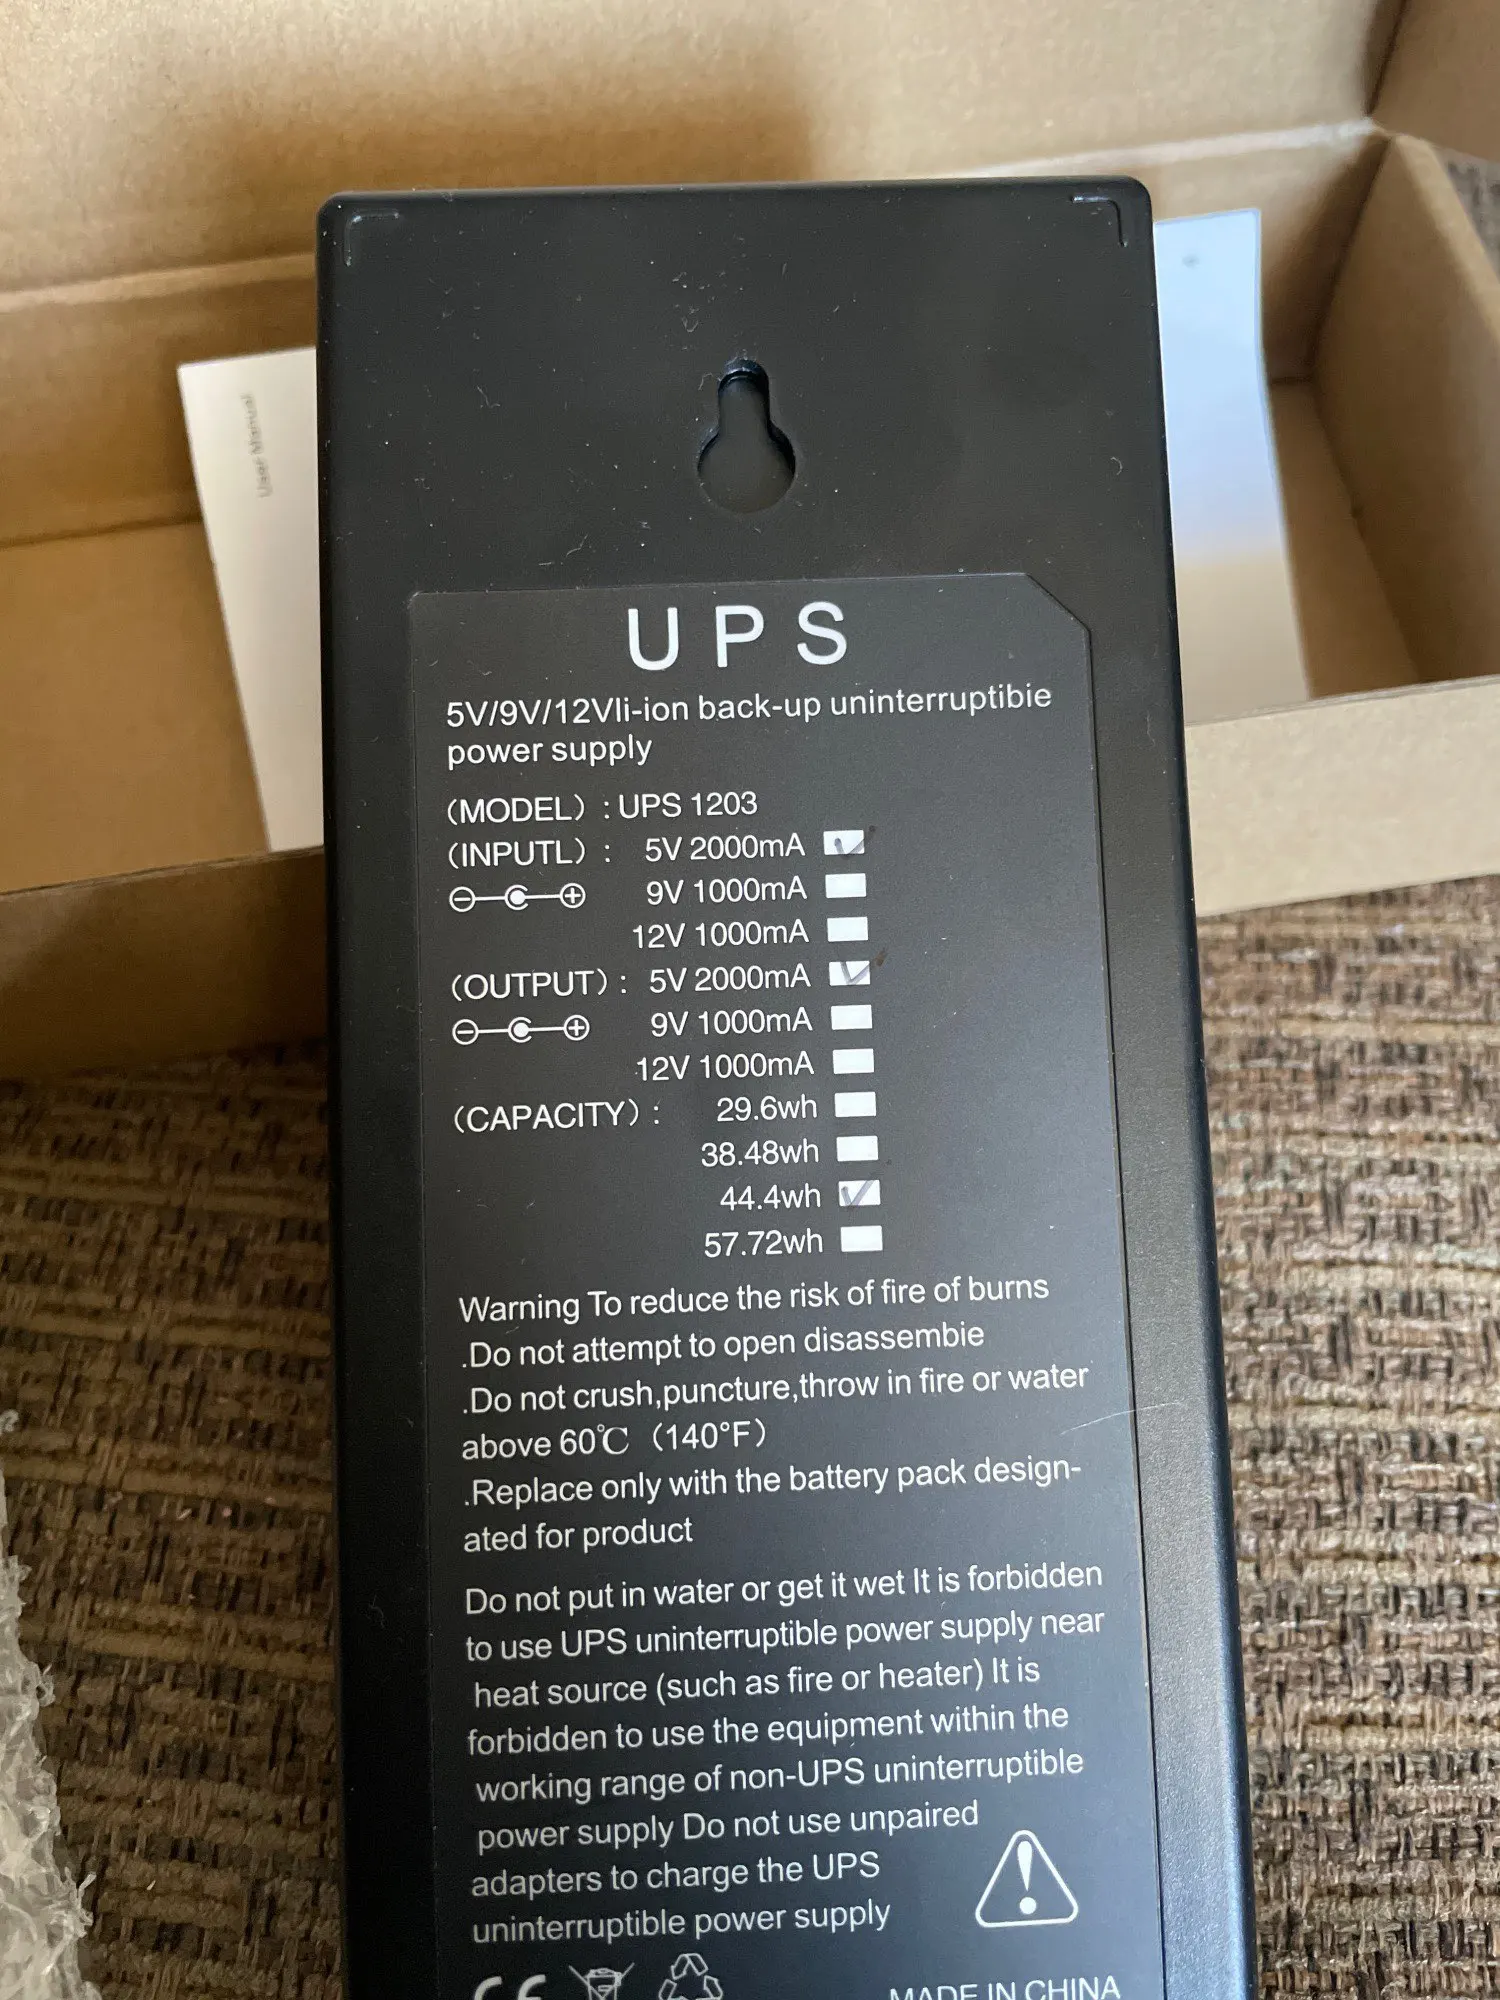 User Manual
UPS
5V/9V/12Vli-ion back-up uninterruptibie
power supply
(MODEL) : UPS 1203
(INPUTL) : 5V 2000mA
9V 1000mA
12V 1000mA
(OUTPUT) : 5V 2000mA
9V 1000mA
12V 1000mA
(CAPACITY) : 29.6wh
38.48wh
44.4wh
57.72wh
Warning To reduce the risk of fire of burns
.Do not attempt to open disassembie
.Do not crush,puncture,throw in fire or water
above 60℃ (140°F)
.Replace only with the battery pack design-
ated for product
Do not put in water or get it wet It is forbidden
to use UPS uninterruptible power supply near
heat source (such as fire or heater) It is
forbidden to use the equipment within the
working range of non-UPS uninterruptible
power supply Do not use unpaired
adapters to charge the UPS
uninterruptible power supply
CE
MADE IN CHINA